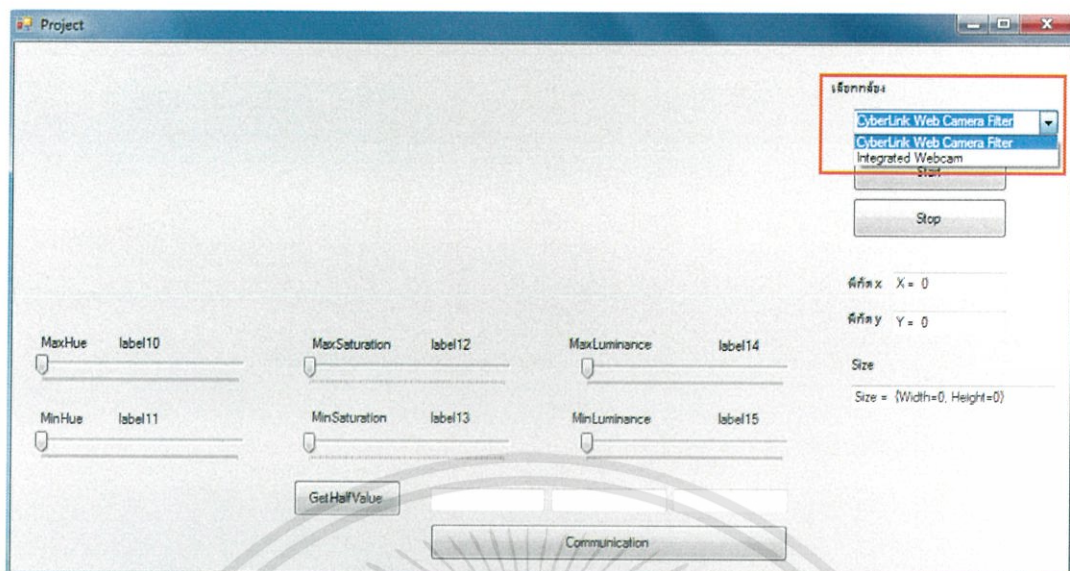 Project
เลือกกล้อง
CyberLink Web Camera Filter
CyberLink Web Camera Filter
Integrated Webcam
Start
Stop
พิกัด x X = 0
พิกัด y Y = 0
Size
Size = {Width=0, Height=0}
MaxHue label10 MaxSaturation label12 MaxLuminance label14
MinHue label11 MinSaturation label13 MinLuminance label15
GetHalfValue
Communication